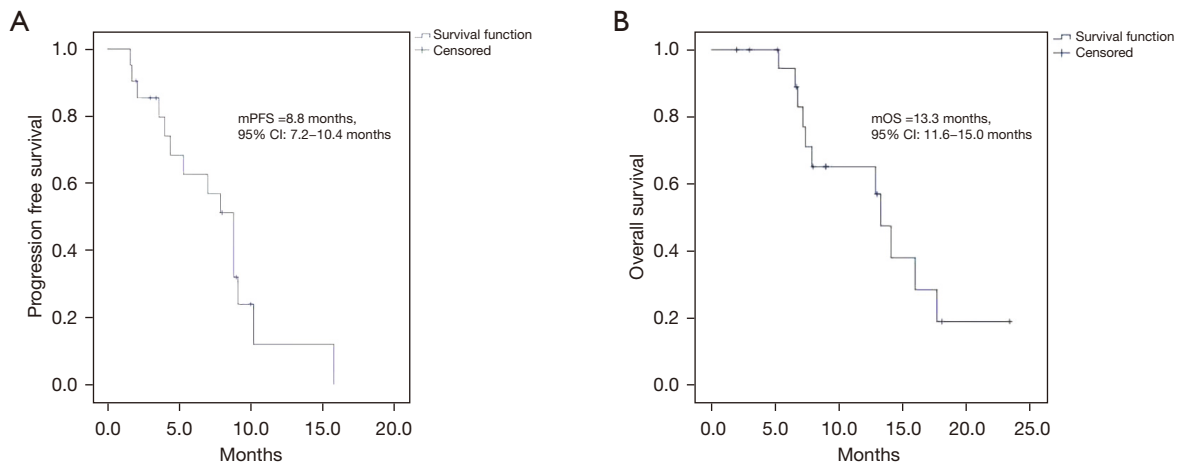 A
Survival function
Censored
mPFS =8.8 months,
95% CI: 7.2–10.4 months
Progression free survival
1.0
0.8
0.6
0.4
0.2
0.0
0.0 5.0 10.0 15.0 20.0
Months
B
Survival function
Censored
mOS =13.3 months,
95% CI: 11.6–15.0 months
Overall survival
1.0
0.8
0.6
0.4
0.2
0.0
0.0 5.0 10.0 15.0 20.0 25.0
Months